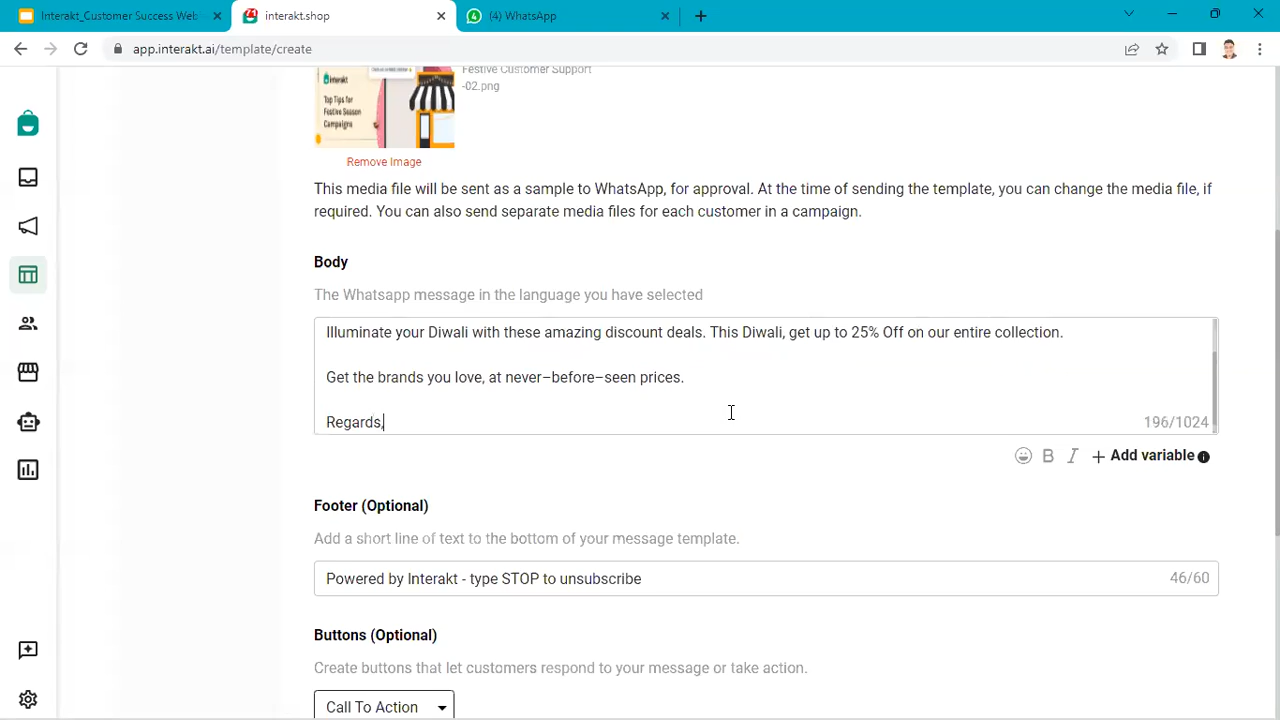 Interakt_Customer Success Web
interakt.shop
(4) WhatsApp
app.interakt.ai/template/create
interakt
Top Tips for
Festive Season
Campaigns
Festive Customer Support
-02.png
Remove Image
This media file will be sent as a sample to WhatsApp, for approval. At the time of sending the template, you can change the media file, if
required. You can also send separate media files for each customer in a campaign.
Body
The Whatsapp message in the language you have selected
Illuminate your Diwali with these amazing discount deals. This Diwali, get up to 25% Off on our entire collection.
Get the brands you love, at never–before–seen prices.
Regards,
196/1024
B I + Add variable
Footer (Optional)
Add a short line of text to the bottom of your message template.
Powered by Interakt - type STOP to unsubscribe
46/60
Buttons (Optional)
Create buttons that let customers respond to your message or take action.
Call To Action